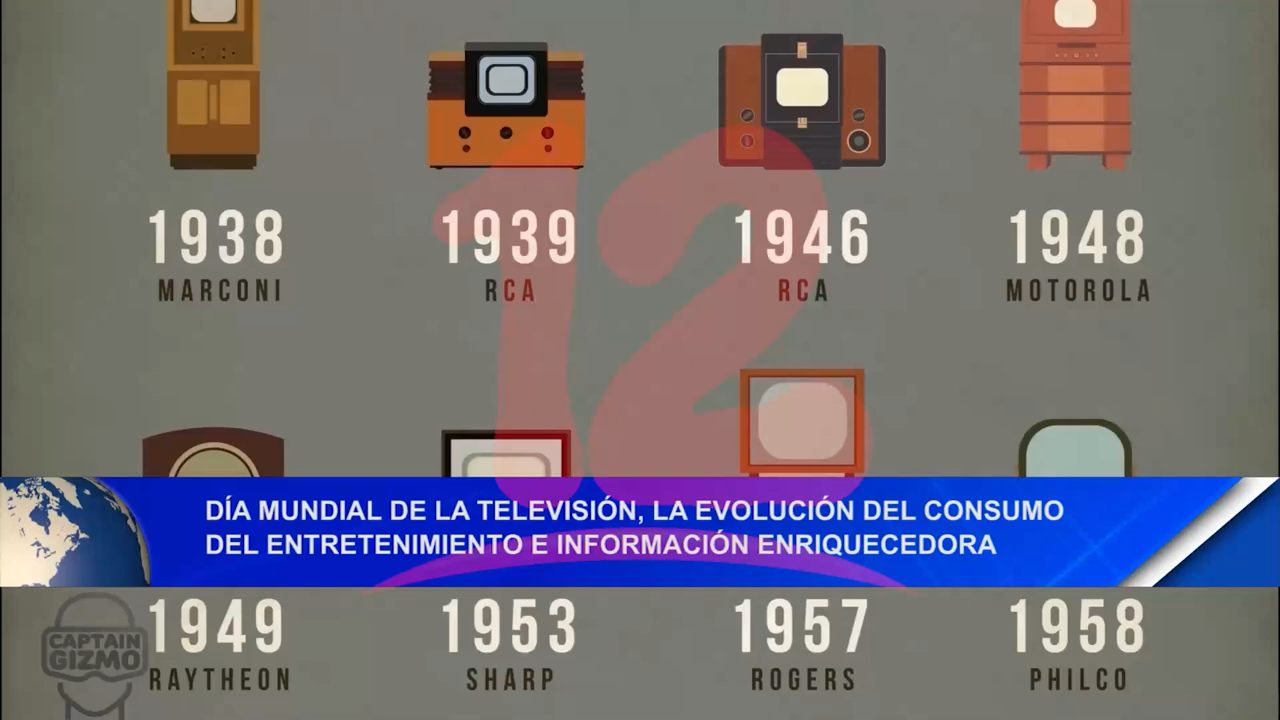 12
1938 1939 1946 1948
MARCONI RCA RCA MOTOROLA
DÍA MUNDIAL DE LA TELEVISIÓN, LA EVOLUCIÓN DEL CONSUMO
DEL ENTRETENIMIENTO E INFORMACIÓN ENRIQUECEDORA
1949 1953 1957 1958
RAYTHEON SHARP ROGERS PHILCO
CAPTAIN
GIZMO